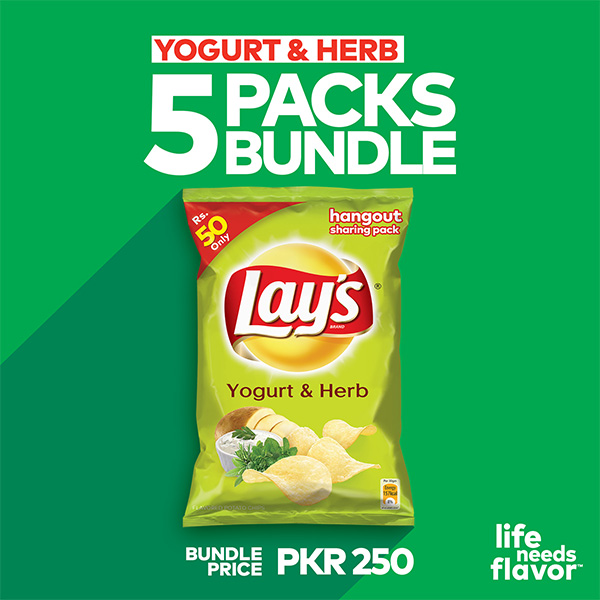 YOGURT & HERB
5 PACKS
BUNDLE
Rs.
50
Only
hangout
sharing pack
Lay's
®
BRAND
Yogurt & Herb
BUNDLE
PRICE
PKR 250
life
needs
flavor™